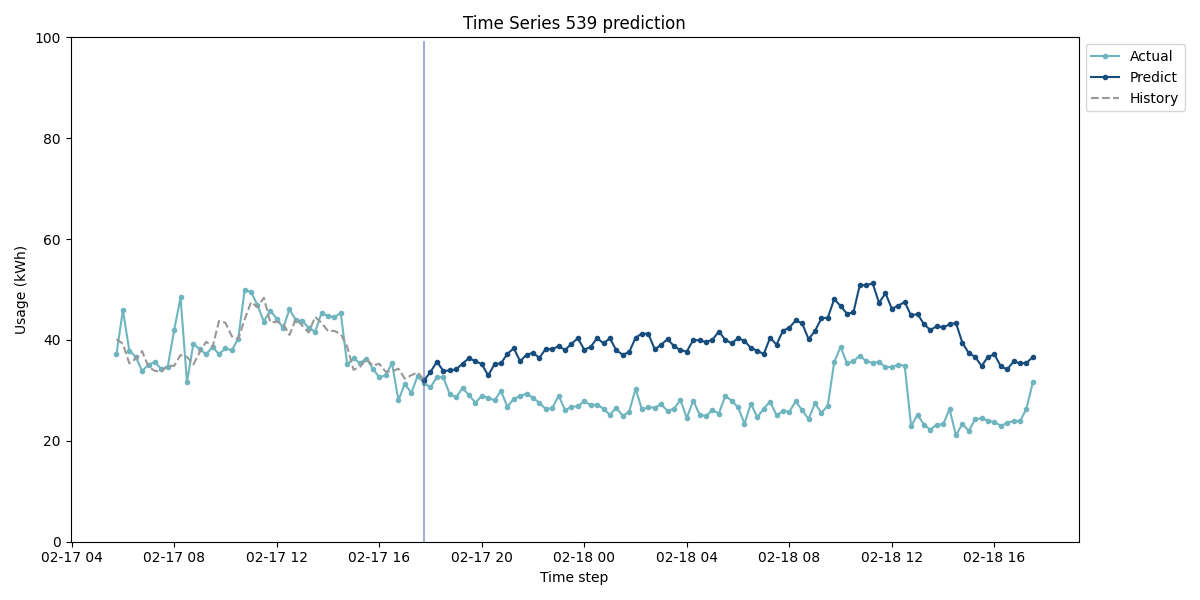 Time Series 539 prediction
Actual
Predict
History
Usage (kWh)
100
80
60
40
20
0
02-17 04 02-17 08 02-17 12 02-17 16 02-17 20 02-18 00 02-18 04 02-18 08 02-18 12 02-18 16
Time step